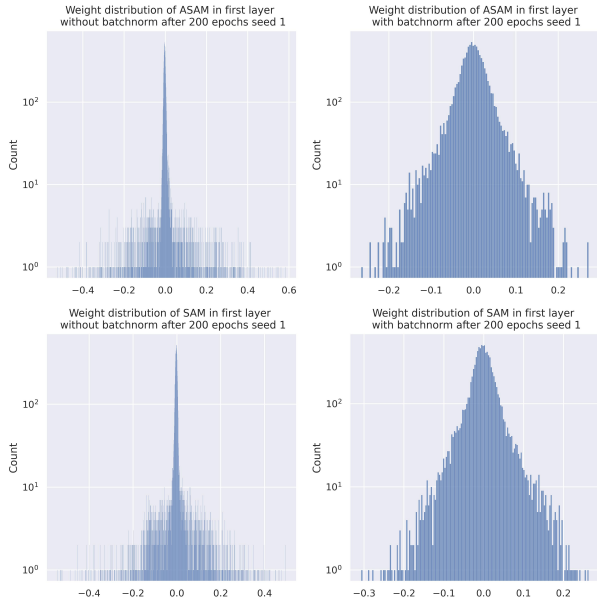 Weight distribution of ASAM in first layer
without batchnorm after 200 epochs seed 1
Weight distribution of ASAM in first layer
with batchnorm after 200 epochs seed 1
Count
10²
10¹
10⁰
−0.4 −0.2 0.0 0.2 0.4 0.6
Count
10²
10¹
10⁰
−0.2 −0.1 0.0 0.1 0.2
Weight distribution of SAM in first layer
without batchnorm after 200 epochs seed 1
Weight distribution of SAM in first layer
with batchnorm after 200 epochs seed 1
Count
10²
10¹
10⁰
−0.4 −0.2 0.0 0.2 0.4
Count
10²
10¹
10⁰
−0.3 −0.2 −0.1 0.0 0.1 0.2